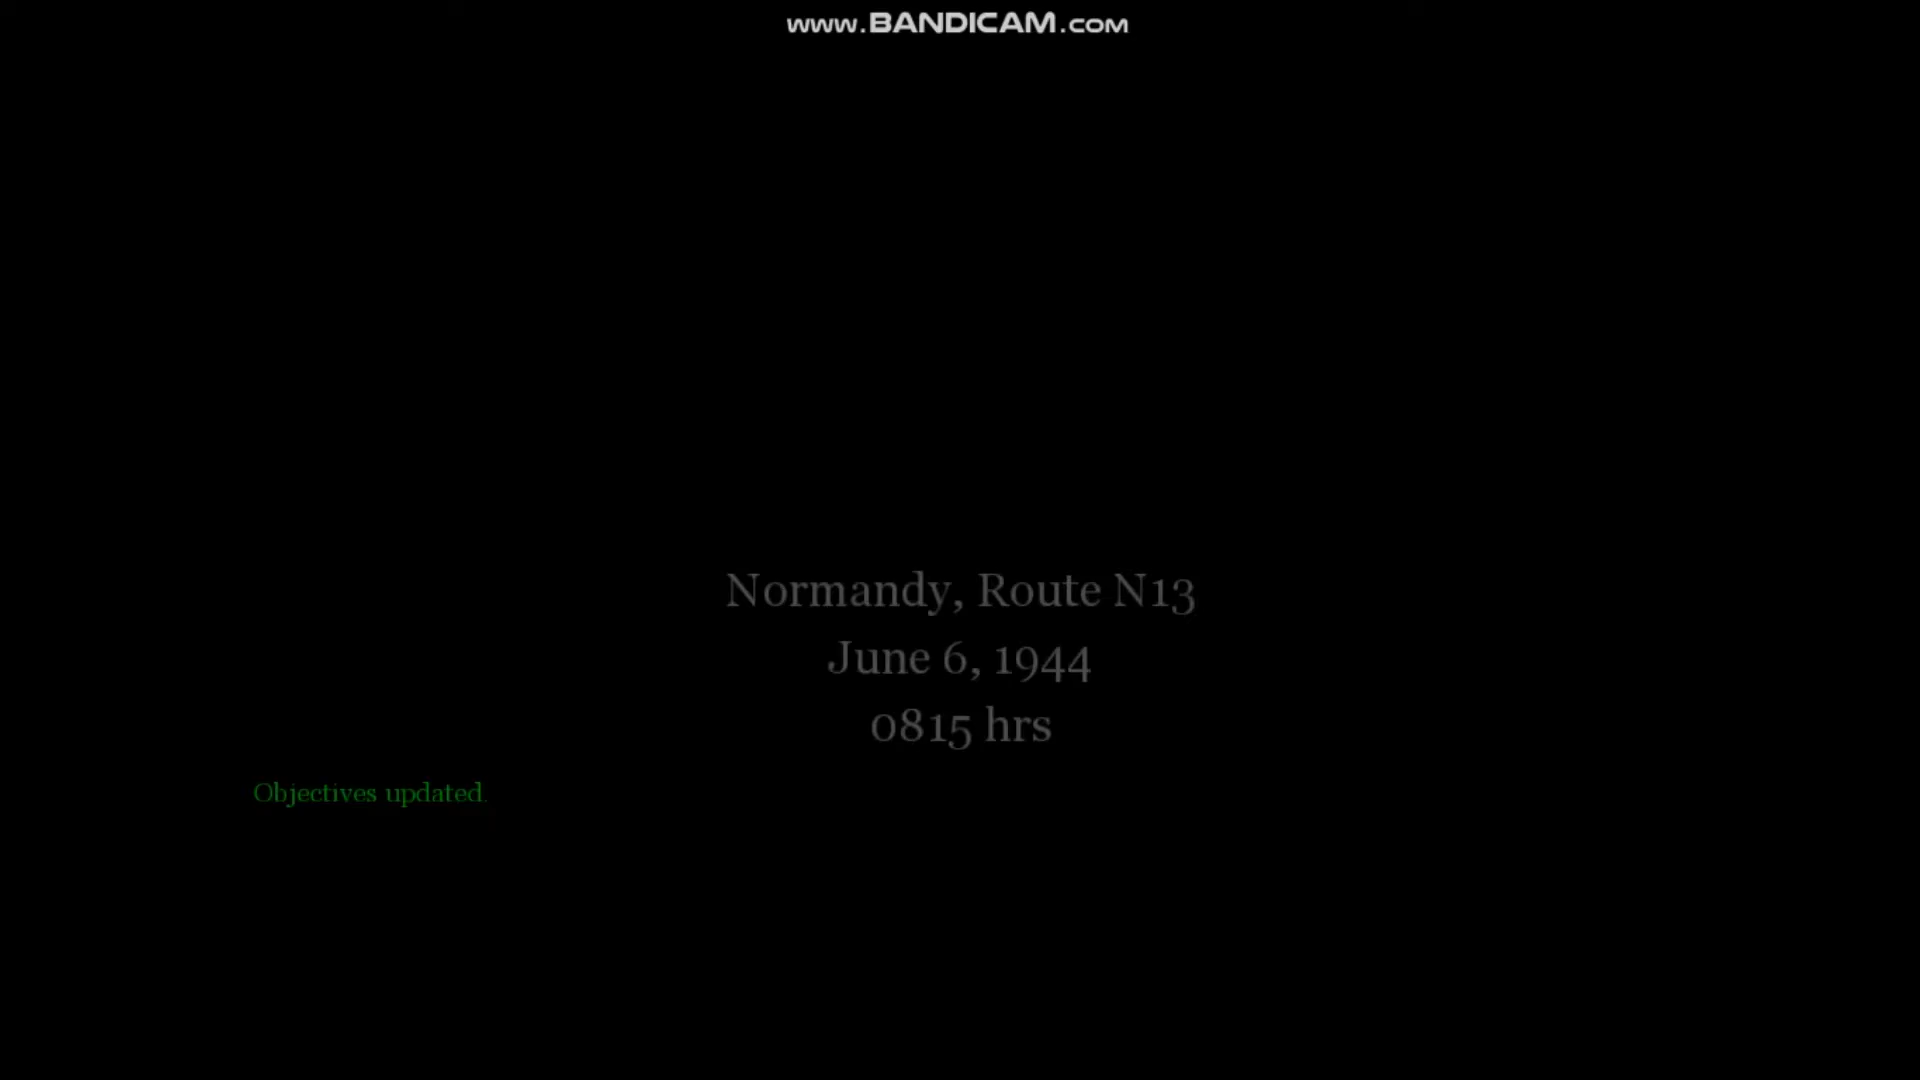 www.BANDICAM.com
Normandy, Route N13
June 6, 1944
0815 hrs
Objectives updated.